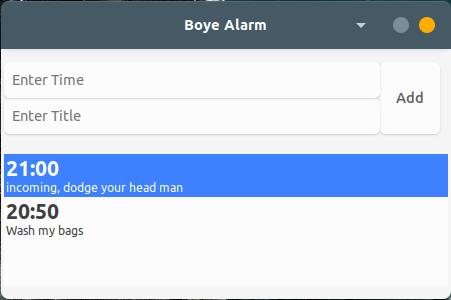 Boye Alarm
Enter Time
Add
Enter Title
21:00
incoming, dodge your head man
20:50
Wash my bags